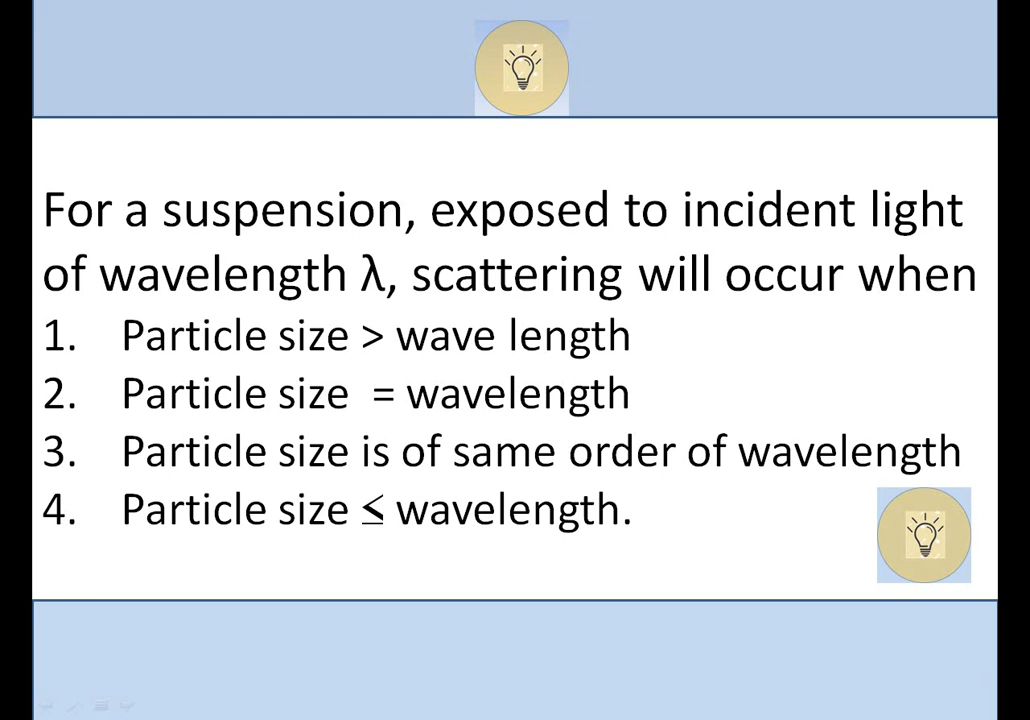 For a suspension, exposed to incident light
of wavelength λ, scattering will occur when
1. Particle size > wave length
2. Particle size = wavelength
3. Particle size is of same order of wavelength
4. Particle size ≤ wavelength.